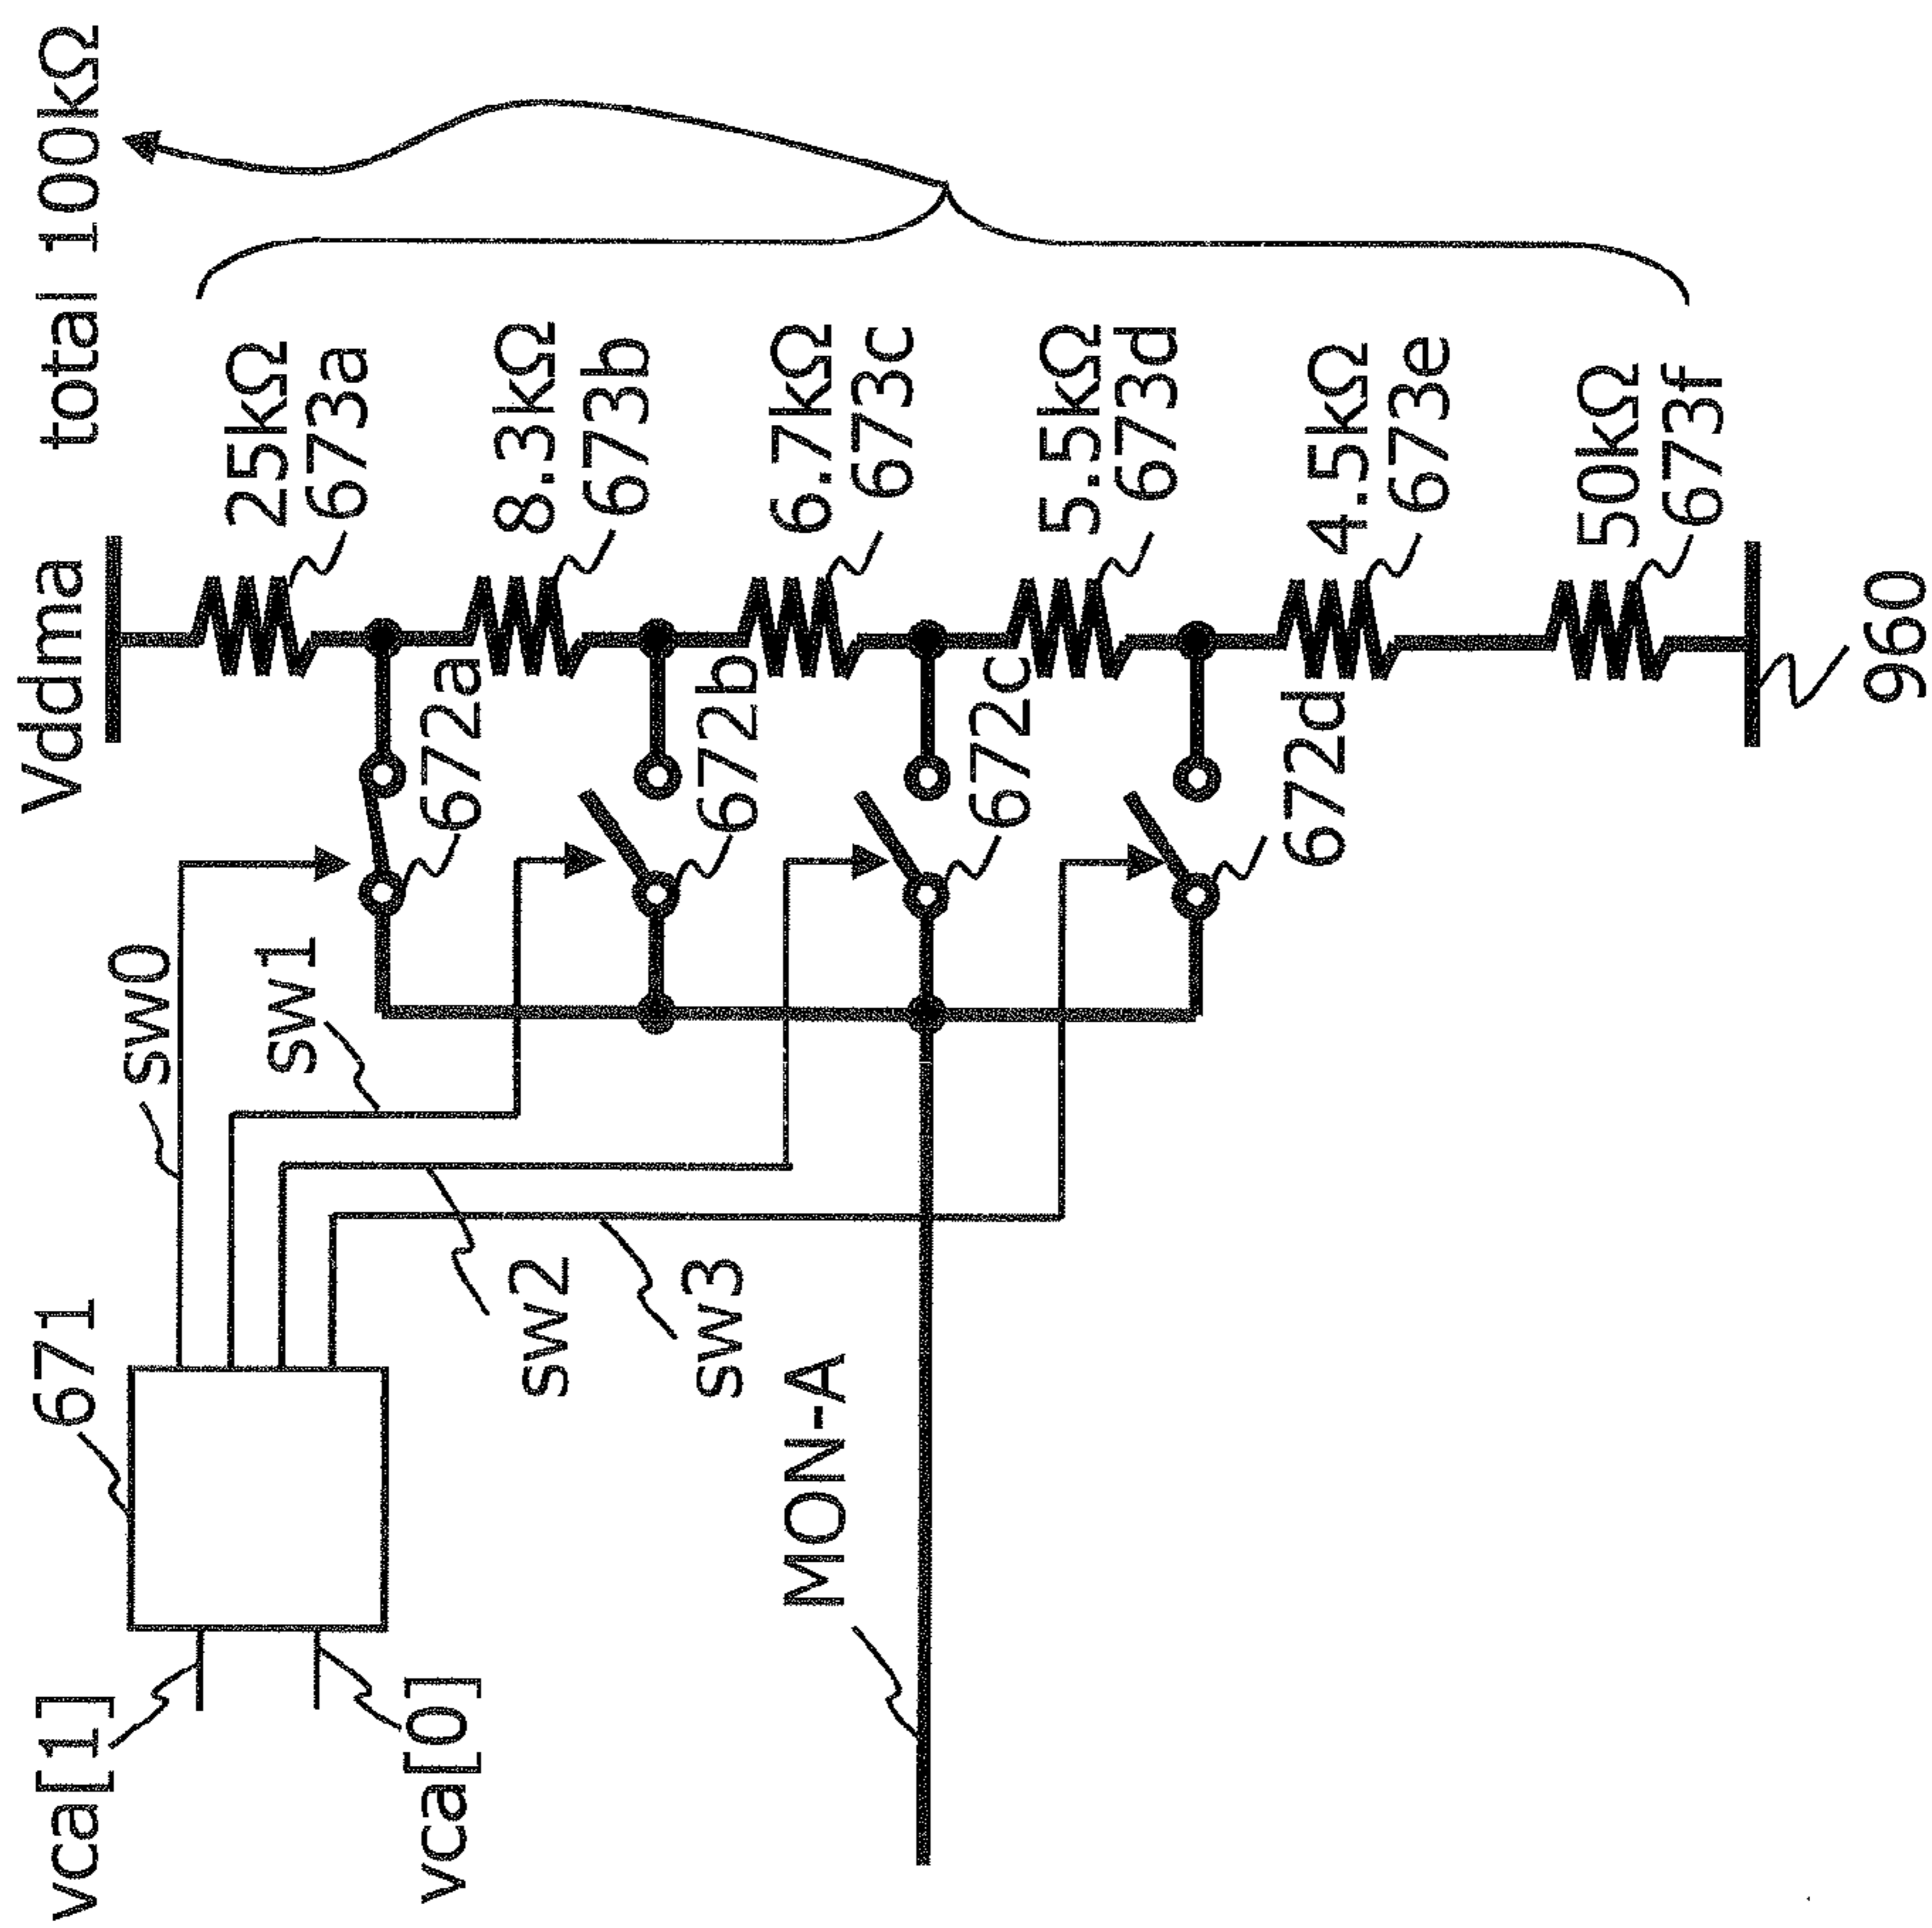 total 100kΩ
Vddma
25kΩ
673a
8.3kΩ
673b
6.7kΩ
673c
5.5kΩ
673d
4.5kΩ
673e
50kΩ
673f
960
672a
672b
672c
672d
sw0
sw1
sw2
sw3
671
MON-A
vca[1]
vca[0]